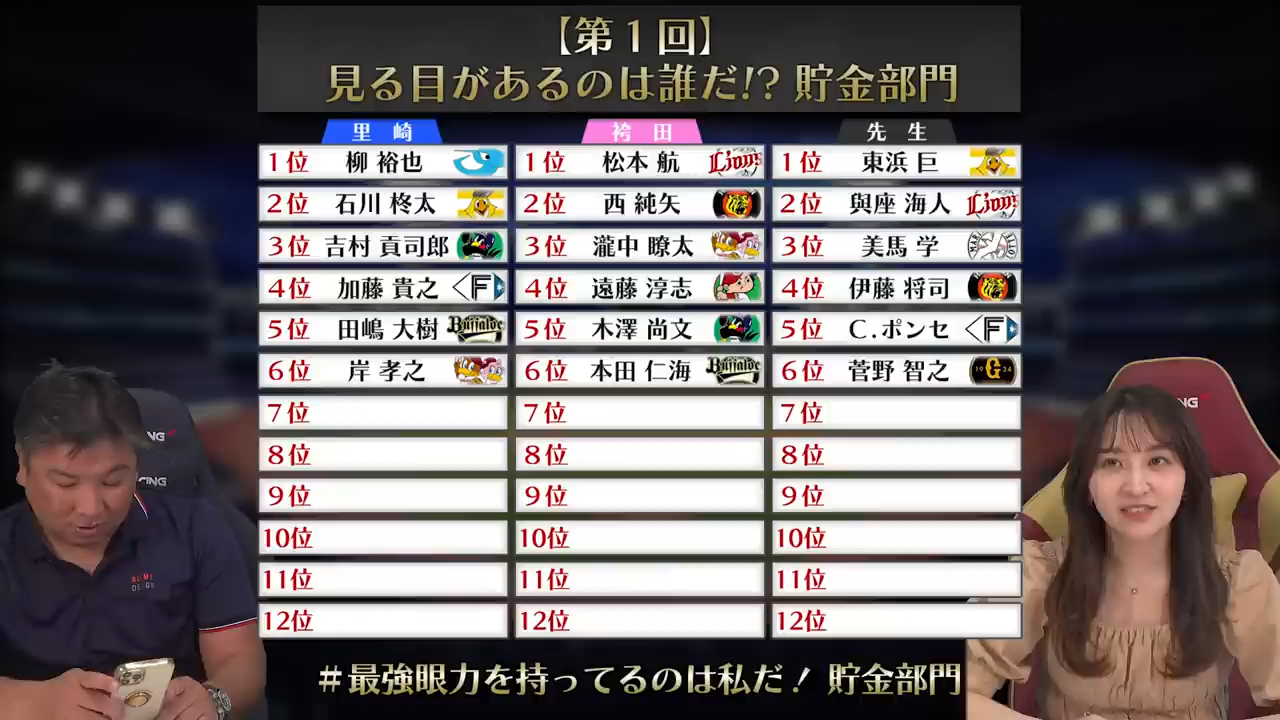 【第1回】
見る目があるのは誰だ!? 貯金部門
里崎 袴田 先生
1位 柳 裕也 1位 松本 航 Lions 1位 東浜 巨
2位 石川 柊太 2位 西 純矢 2位 與座 海人 Lions
3位 吉村 貢司郎 3位 瀧中 瞭太 3位 美馬 学
4位 加藤 貴之 F 4位 遠藤 淳志 4位 伊藤 将司
5位 田嶋 大樹 Buffaloes 5位 木澤 尚文 5位 C.ポンセ F
6位 岸 孝之 6位 本田 仁海 Buffaloes 6位 菅野 智之 19 G 34
7位 7位 7位
8位 8位 8位
9位 9位 9位
10位 10位 10位
11位 11位 11位
12位 12位 12位
#最強眼力を持ってるのは私だ! 貯金部門
NG
CING
NG